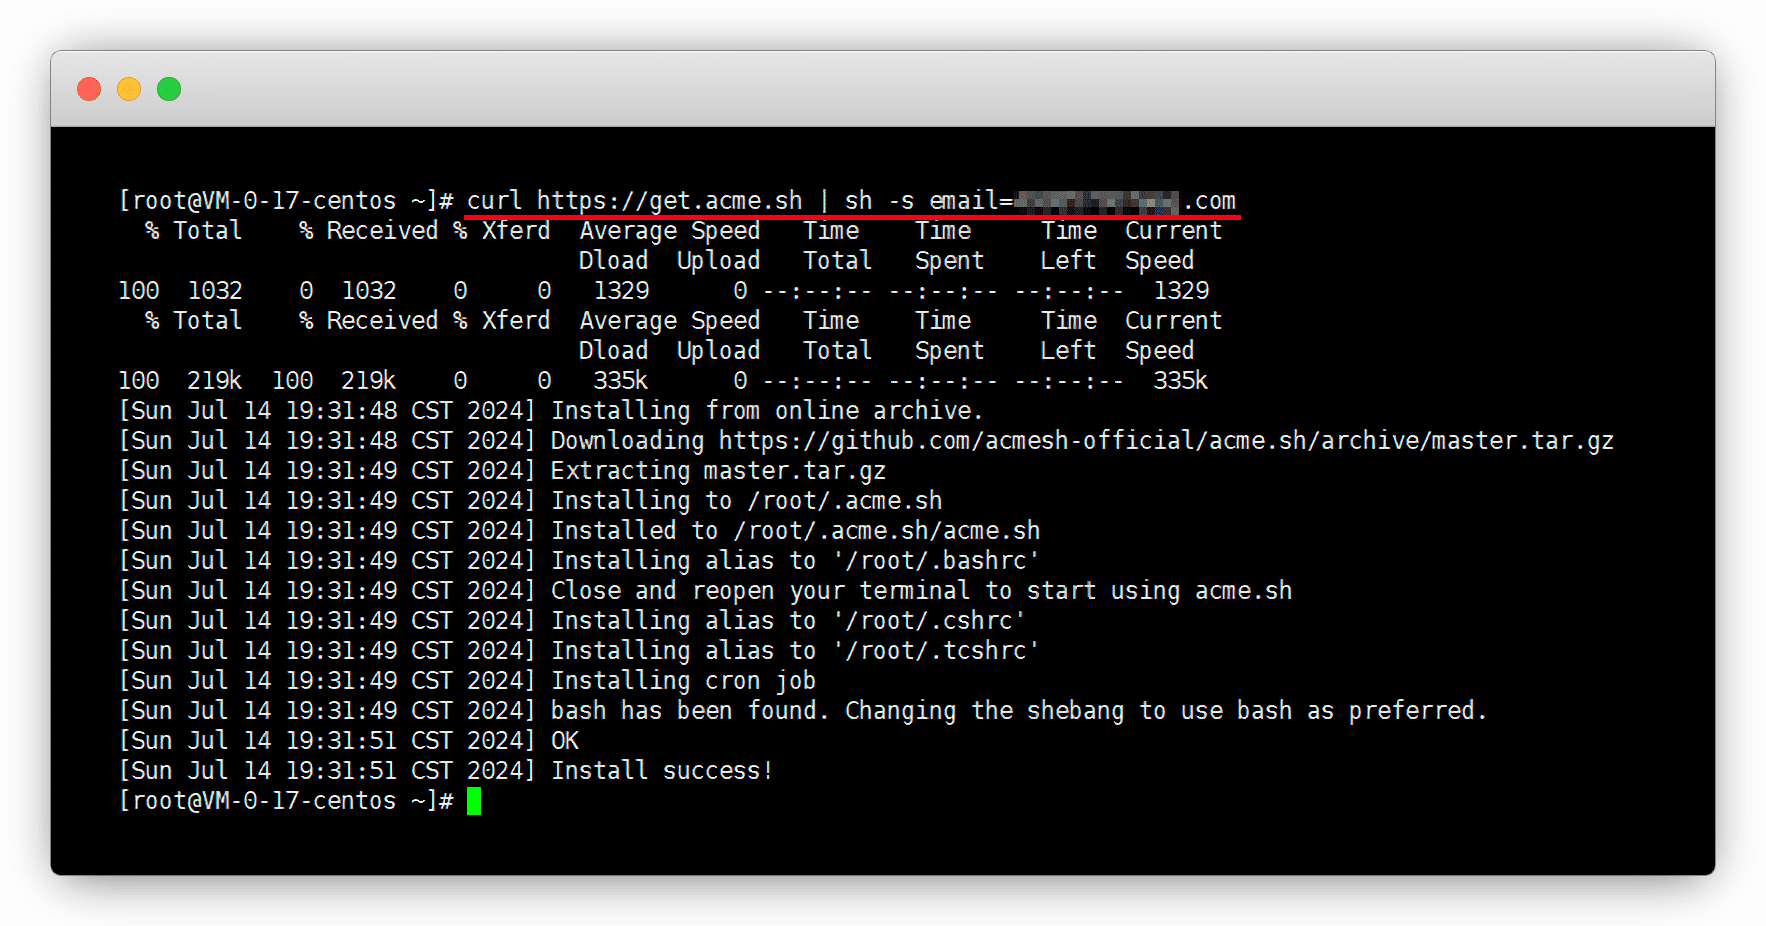 [root@VM-0-17-centos ~]# curl https://get.acme.sh | sh -s email= .com
% Total % Received % Xferd Average Speed Time Time Time Current
Dload Upload Total Spent Left Speed
100 1032 0 1032 0 0 1329 0 --:--:-- --:--:-- --:--:-- 1329
% Total % Received % Xferd Average Speed Time Time Time Current
Dload Upload Total Spent Left Speed
100 219k 100 219k 0 0 335k 0 --:--:-- --:--:-- --:--:-- 335k
[Sun Jul 14 19:31:48 CST 2024] Installing from online archive.
[Sun Jul 14 19:31:48 CST 2024] Downloading https://github.com/acmesh-official/acme.sh/archive/master.tar.gz
[Sun Jul 14 19:31:49 CST 2024] Extracting master.tar.gz
[Sun Jul 14 19:31:49 CST 2024] Installing to /root/.acme.sh
[Sun Jul 14 19:31:49 CST 2024] Installed to /root/.acme.sh/acme.sh
[Sun Jul 14 19:31:49 CST 2024] Installing alias to '/root/.bashrc'
[Sun Jul 14 19:31:49 CST 2024] Close and reopen your terminal to start using acme.sh
[Sun Jul 14 19:31:49 CST 2024] Installing alias to '/root/.cshrc'
[Sun Jul 14 19:31:49 CST 2024] Installing alias to '/root/.tcshrc'
[Sun Jul 14 19:31:49 CST 2024] Installing cron job
[Sun Jul 14 19:31:49 CST 2024] bash has been found. Changing the shebang to use bash as preferred.
[Sun Jul 14 19:31:51 CST 2024] OK
[Sun Jul 14 19:31:51 CST 2024] Install success!
[root@VM-0-17-centos ~]#